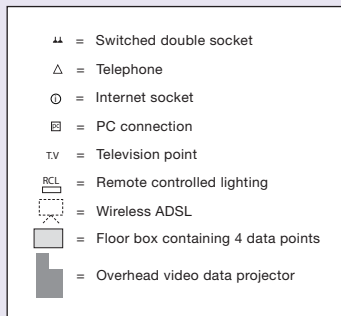 = Switched double socket
= Telephone
= Internet socket
PC = PC connection
T.V = Television point
RCL = Remote controlled lighting
= Wireless ADSL
= Floor box containing 4 data points
= Overhead video data projector